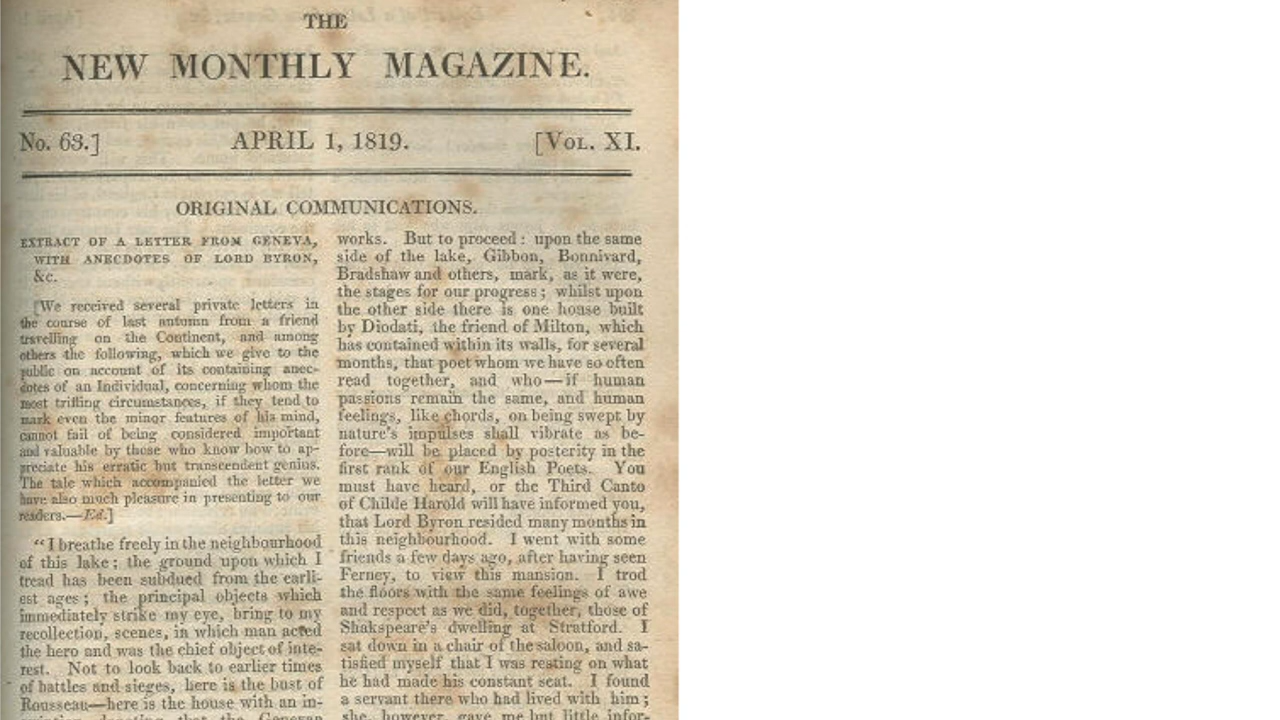 THE
NEW MONTHLY MAGAZINE.
No. 63.] APRIL 1, 1819. [VOL. XI.
ORIGINAL COMMUNICATIONS.
EXTRACT OF A LETTER FROM GENEVA,
WITH ANECDOTES OF LORD BYRON,
&c.
[We received several private letters in
the course of last autumn from a friend
travelling on the Continent, and among
others the following, which we give to the
public on account of its containing anec-
dotes of an Individual, concerning whom the
most trifling circumstances, if they tend to
mark even the minor features of his mind,
cannot fail of being considered important
and valuable by those who know how to ap-
preciate his erratic but transcendent genius.
The tale which accompanied the letter we
have also much pleasure in presenting to our
readers.—Ed.]
“I breathe freely in the neighbourhood
of this lake; the ground upon which I
tread has been subdued from the earli-
est ages; the principal objects which
immediately strike my eye, bring to my
recollection, scenes, in which man acted
the hero and was the chief object of inte-
rest. Not to look back to earlier times
of battles and sieges, here is the bust of
Rousseau—here is the house with an in-
scription denoting that the Genevan
works. But to proceed: upon the same
side of the lake, Gibbon, Bonnivard,
Bradshaw and others, mark, as it were,
the stages for our progress; whilst upon
the other side there is one house built
by Diodati, the friend of Milton, which
has contained within its walls, for several
months, that poet whom we have so often
read together, and who—if human
passions remain the same, and human
feelings, like chords, on being swept by
nature's impulses shall vibrate as be-
fore—will be placed by posterity in the
first rank of our English Poets. You
must have heard, or the Third Canto
of Childe Harold will have informed you,
that Lord Byron resided many months in
this neighbourhood. I went with some
friends a few days ago, after having seen
Ferney, to view this mansion. I trod
the floors with the same feelings of awe
and respect as we did, together, those of
Shakspeare's dwelling at Stratford. I
sat down in a chair of the saloon, and sa-
tisfied myself that I was resting on what
he had made his constant seat. I found
a servant there who had lived with him;
she, however, gave me but little infor-